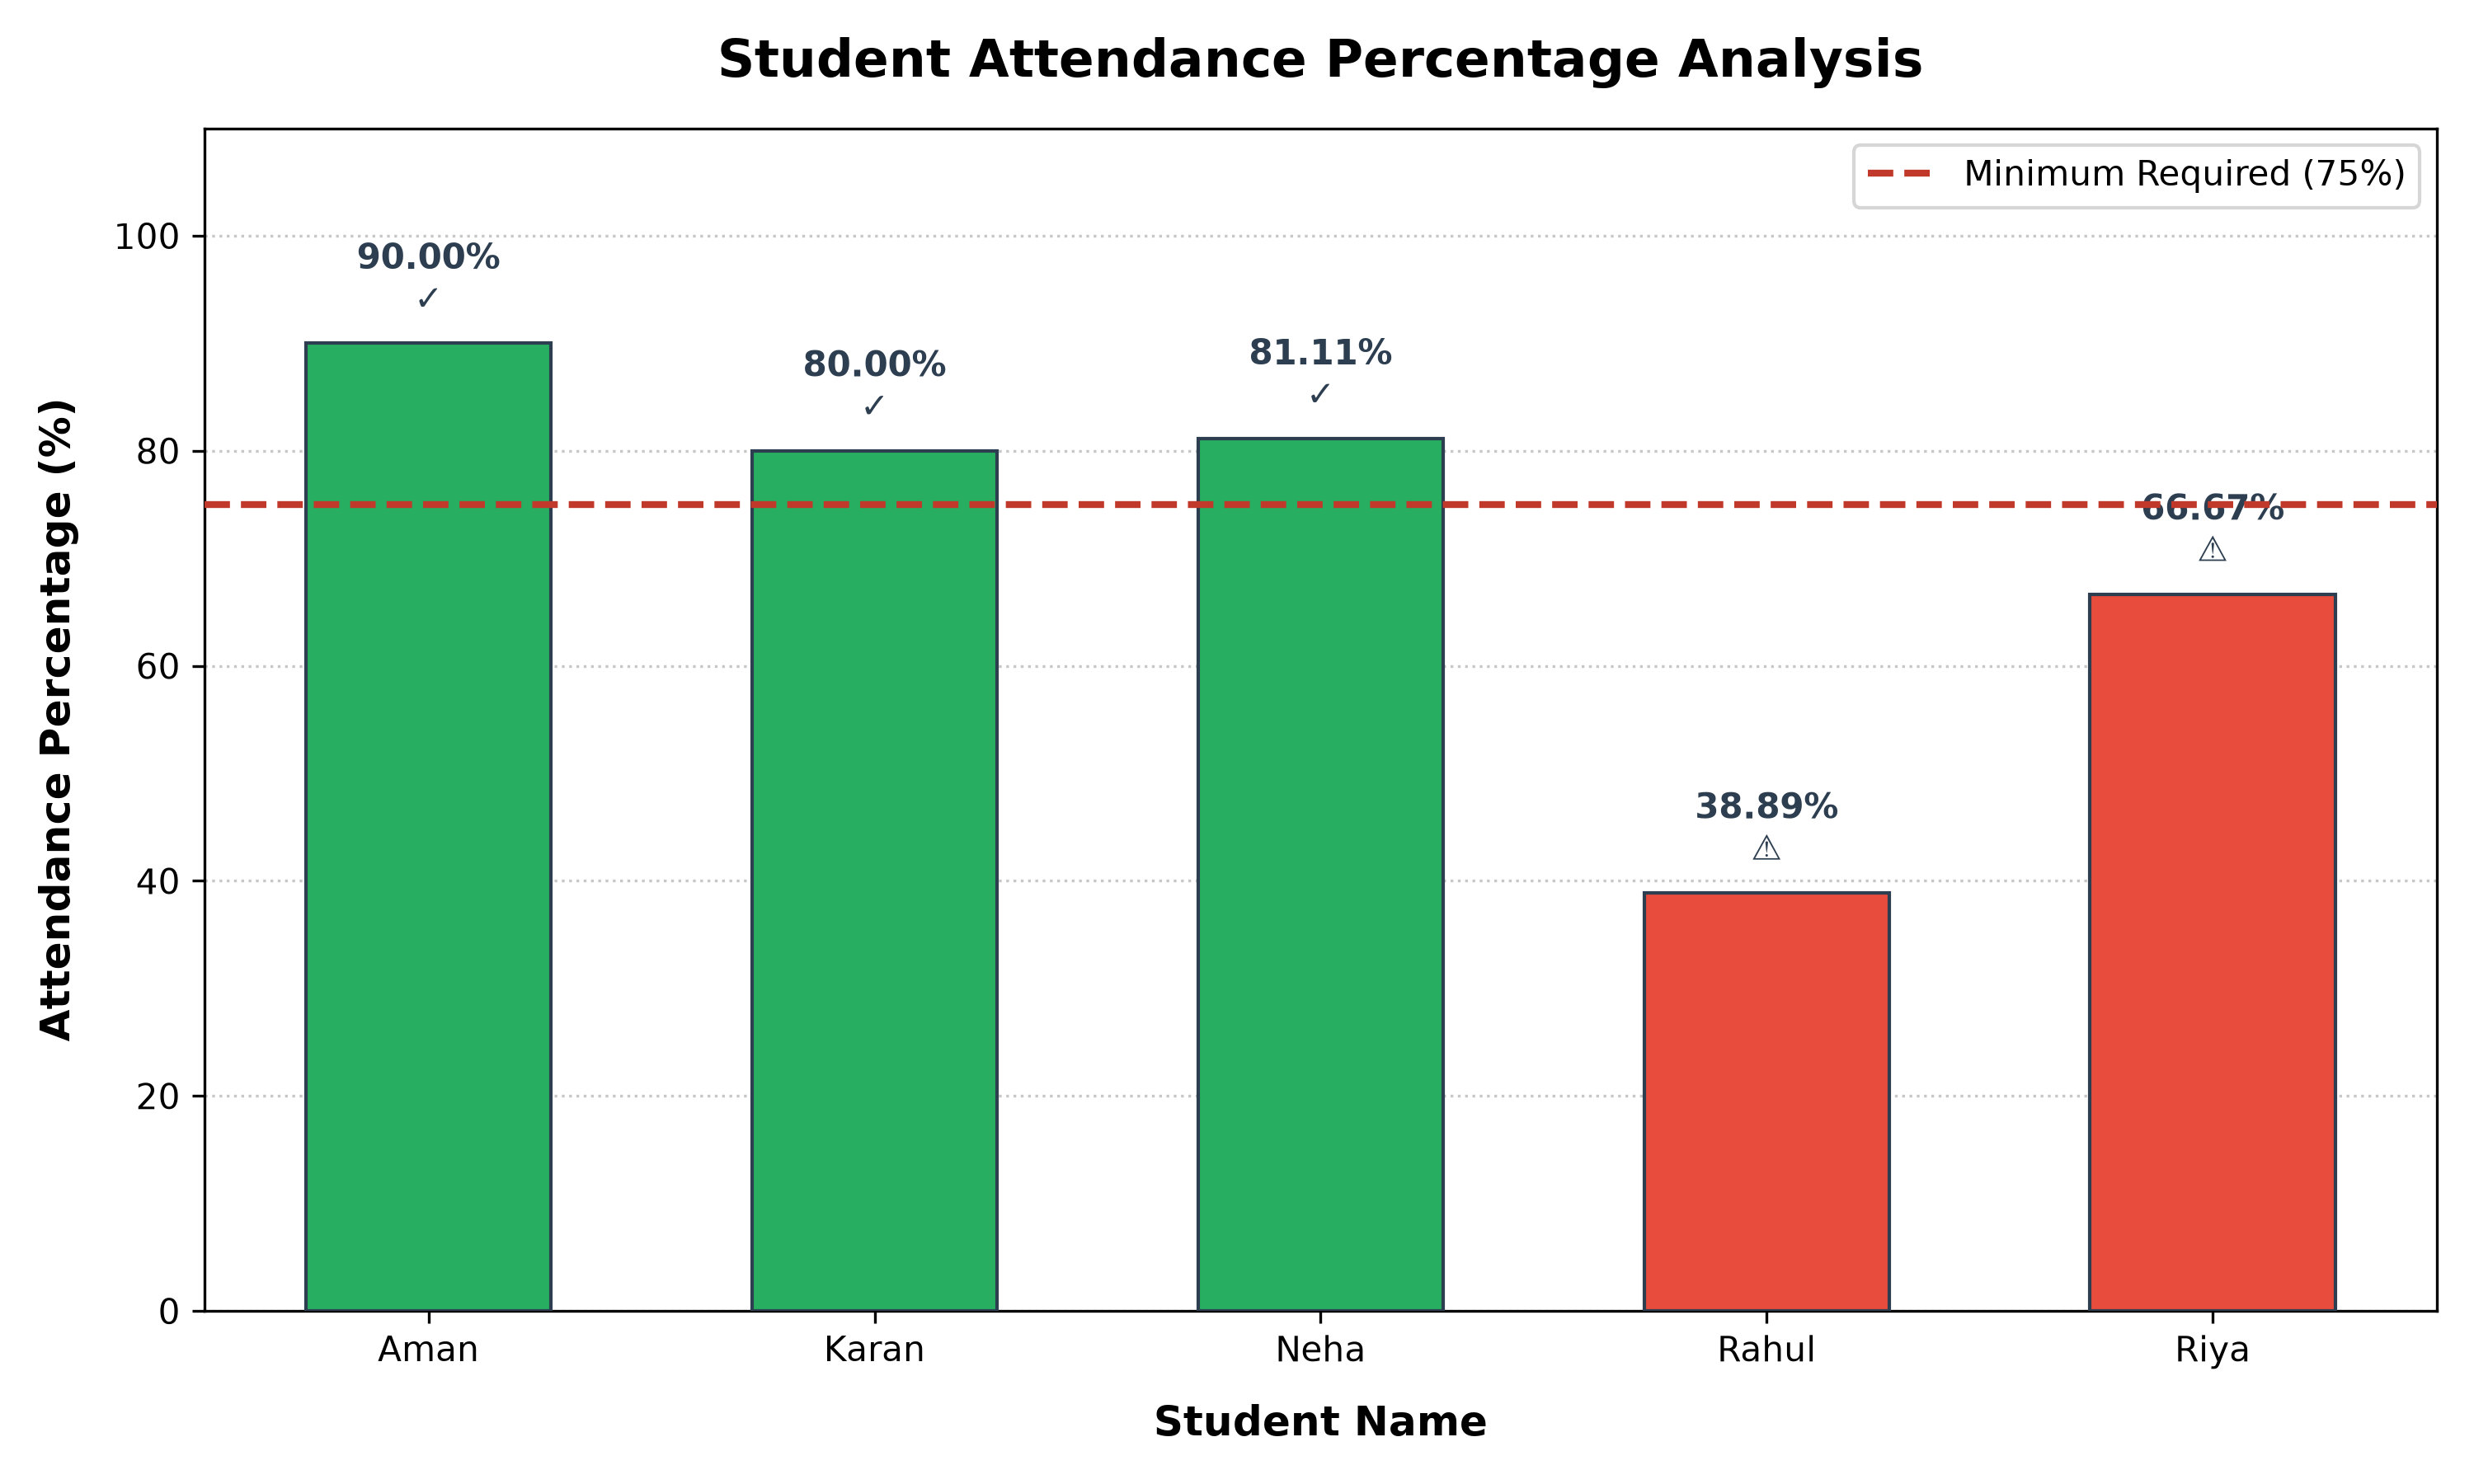 Student Attendance Percentage Analysis
Minimum Required (75%)
Attendance Percentage (%)
100
80
60
40
20
0
90.00%
✓
80.00%
✓
81.11%
✓
38.89%
⚠
66.67%
⚠
Aman
Karan
Neha
Rahul
Riya
Student Name